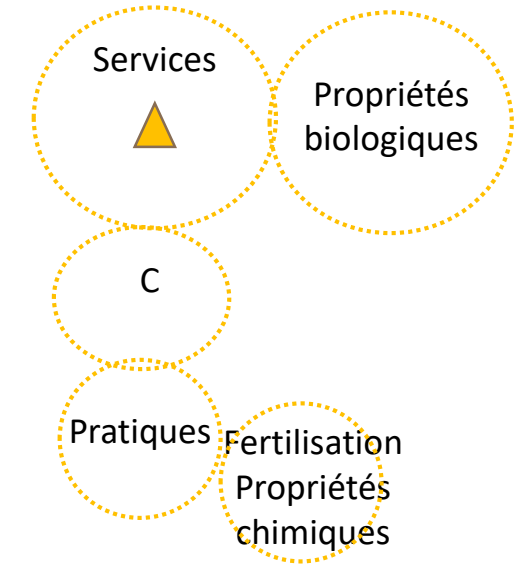 Services
Propriétés
biologiques
C
Pratiques
Fertilisation
Propriétés
chimiques